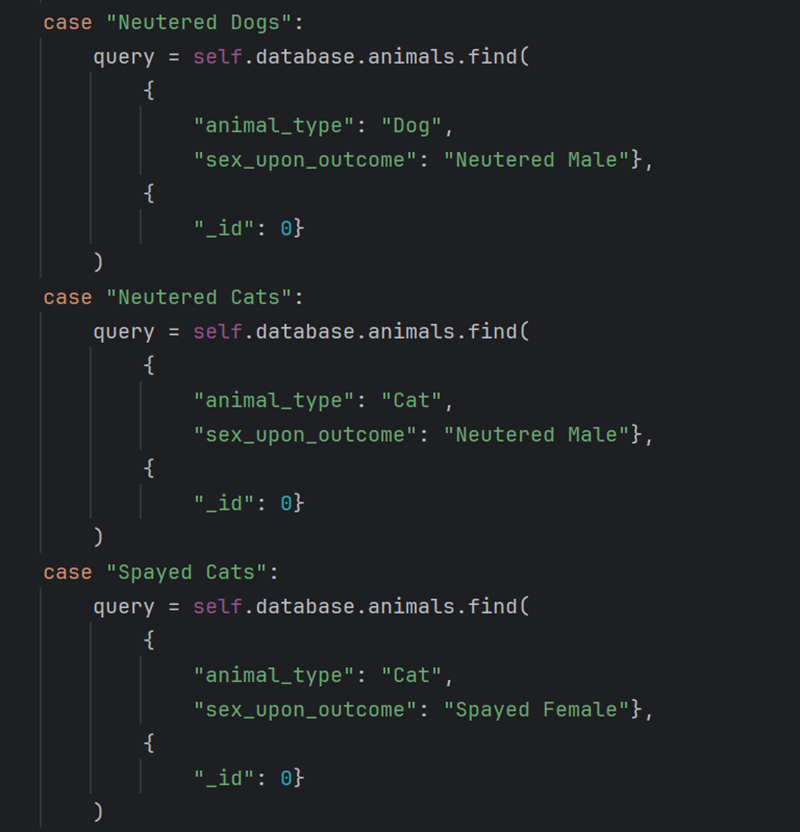 case "Neutered Dogs":
    query = self.database.animals.find(
        {
            "animal_type": "Dog",
            "sex_upon_outcome": "Neutered Male"},
        {
            "_id": 0}
    )
case "Neutered Cats":
    query = self.database.animals.find(
        {
            "animal_type": "Cat",
            "sex_upon_outcome": "Neutered Male"},
        {
            "_id": 0}
    )
case "Spayed Cats":
    query = self.database.animals.find(
        {
            "animal_type": "Cat",
            "sex_upon_outcome": "Spayed Female"},
        {
            "_id": 0}
    )